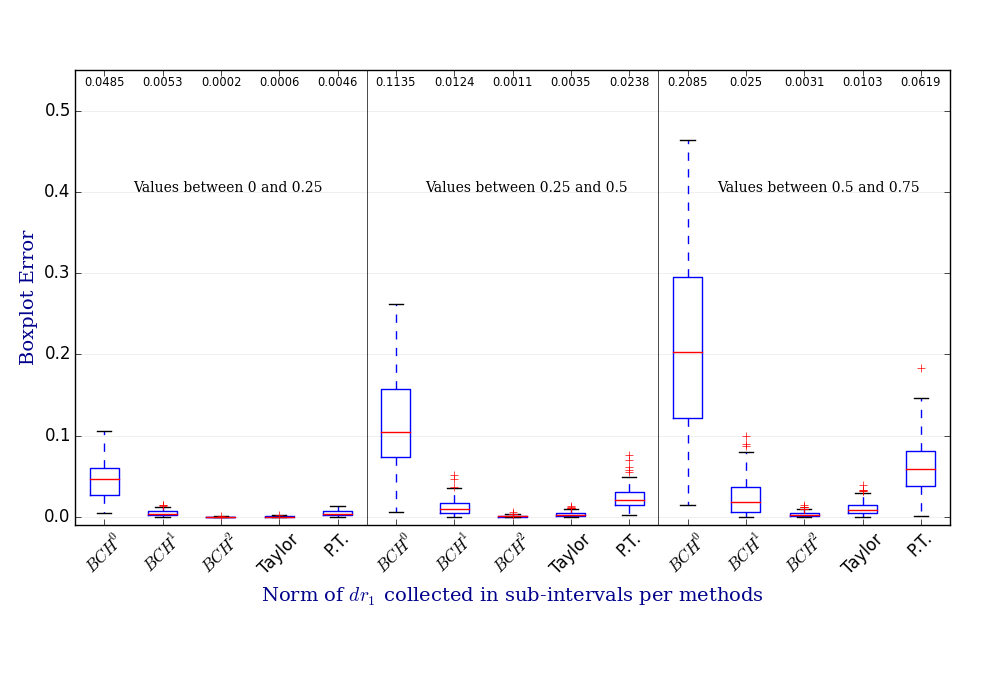 0.0485 0.0053 0.0002 0.0006 0.0046 0.1135 0.0124 0.0011 0.0035 0.0238 0.2085 0.025 0.0031 0.0103 0.0619
0.5
0.4
Values between 0 and 0.25 Values between 0.25 and 0.5 Values between 0.5 and 0.75
0.3
0.2
0.1
0.0
Boxplot Error
BCH⁰ BCH¹ BCH² Taylor P.T. BCH⁰ BCH¹ BCH² Taylor P.T. BCH⁰ BCH¹ BCH² Taylor P.T.
Norm of dr₁ collected in sub-intervals per methods